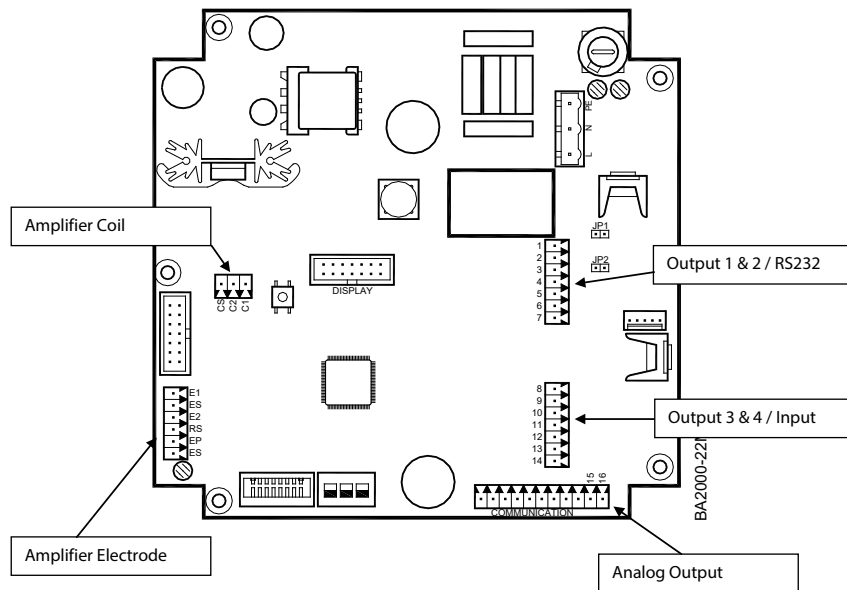 PE
N
L
Amplifier Coil
JP1
1
2
3
4
5
6
7
JP2
Output 1 & 2 / RS232
DISPLAY
CS
C2
C1
E1
ES
E2
RS
EP
ES
8
9
10
11
12
13
14
Output 3 & 4 / Input
15
16
COMMUNICATION
Amplifier Electrode
Analog Output